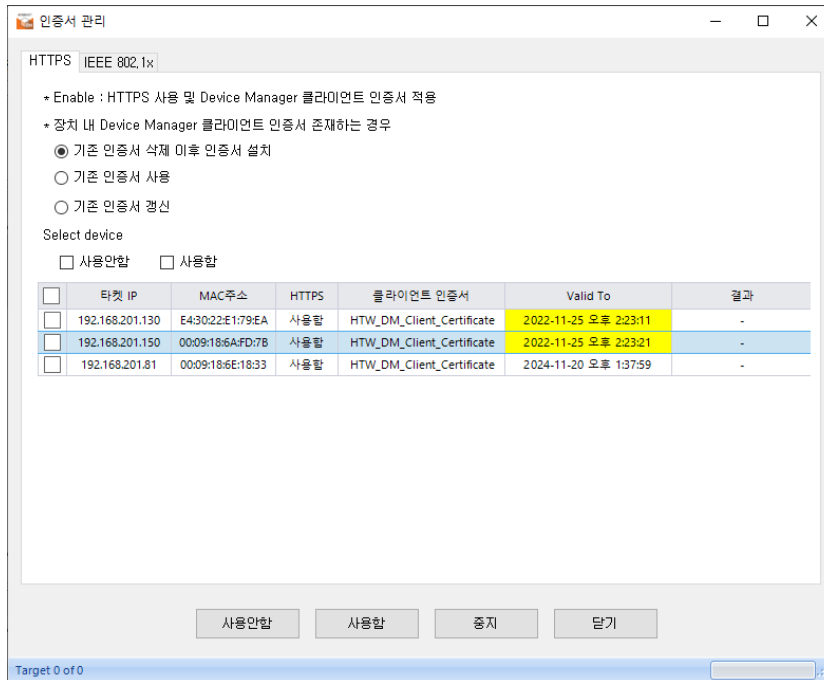 인증서 관리
HTTPS IEEE 802.1x
* Enable : HTTPS 사용 및 Device Manager 클라이언트 인증서 적용
* 장치 내 Device Manager 클라이언트 인증서 존재하는 경우
기존 인증서 삭제 이후 인증서 설치
기존 인증서 사용
기존 인증서 갱신
Select device
사용안함 사용함
타켓 IP MAC주소 HTTPS 클라이언트 인증서 Valid To 결과
192.168.201.130 E4:30:22:E1:79:EA 사용함 HTW_DM_Client_Certificate 2022-11-25 오후 2:23:11 -
192.168.201.150 00:09:18:6A:FD:7B 사용함 HTW_DM_Client_Certificate 2022-11-25 오후 2:23:21 -
192.168.201.81 00:09:18:6E:18:33 사용함 HTW_DM_Client_Certificate 2024-11-20 오후 1:37:59 -
사용안함 사용함 중지 닫기
Target 0 of 0